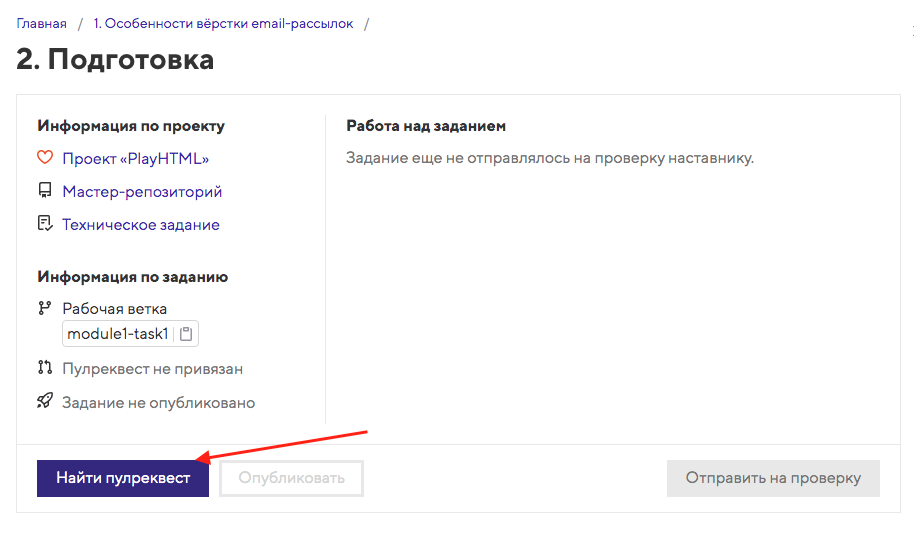 Главная / 1. Особенности вёрстки email-рассылок /
2. Подготовка
Информация по проекту
Проект «PlayHTML»
Мастер-репозиторий
Техническое задание
Информация по заданию
Рабочая ветка
module1-task1
Пулреквест не привязан
Задание не опубликовано
Работа над заданием
Задание еще не отправлялось на проверку наставнику.
Найти пулреквест
Опубликовать
Отправить на проверку